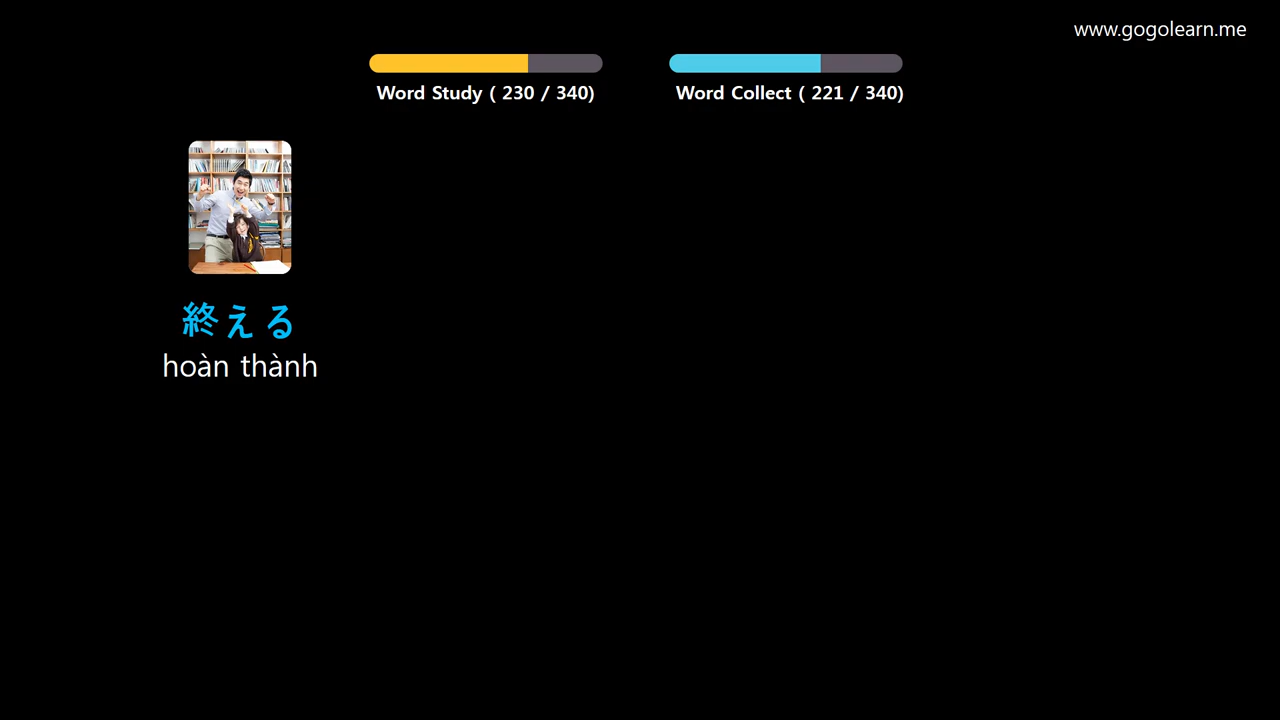 www.gogolearn.me
Word Study ( 230 / 340)
Word Collect ( 221 / 340)
終える
hoàn thành